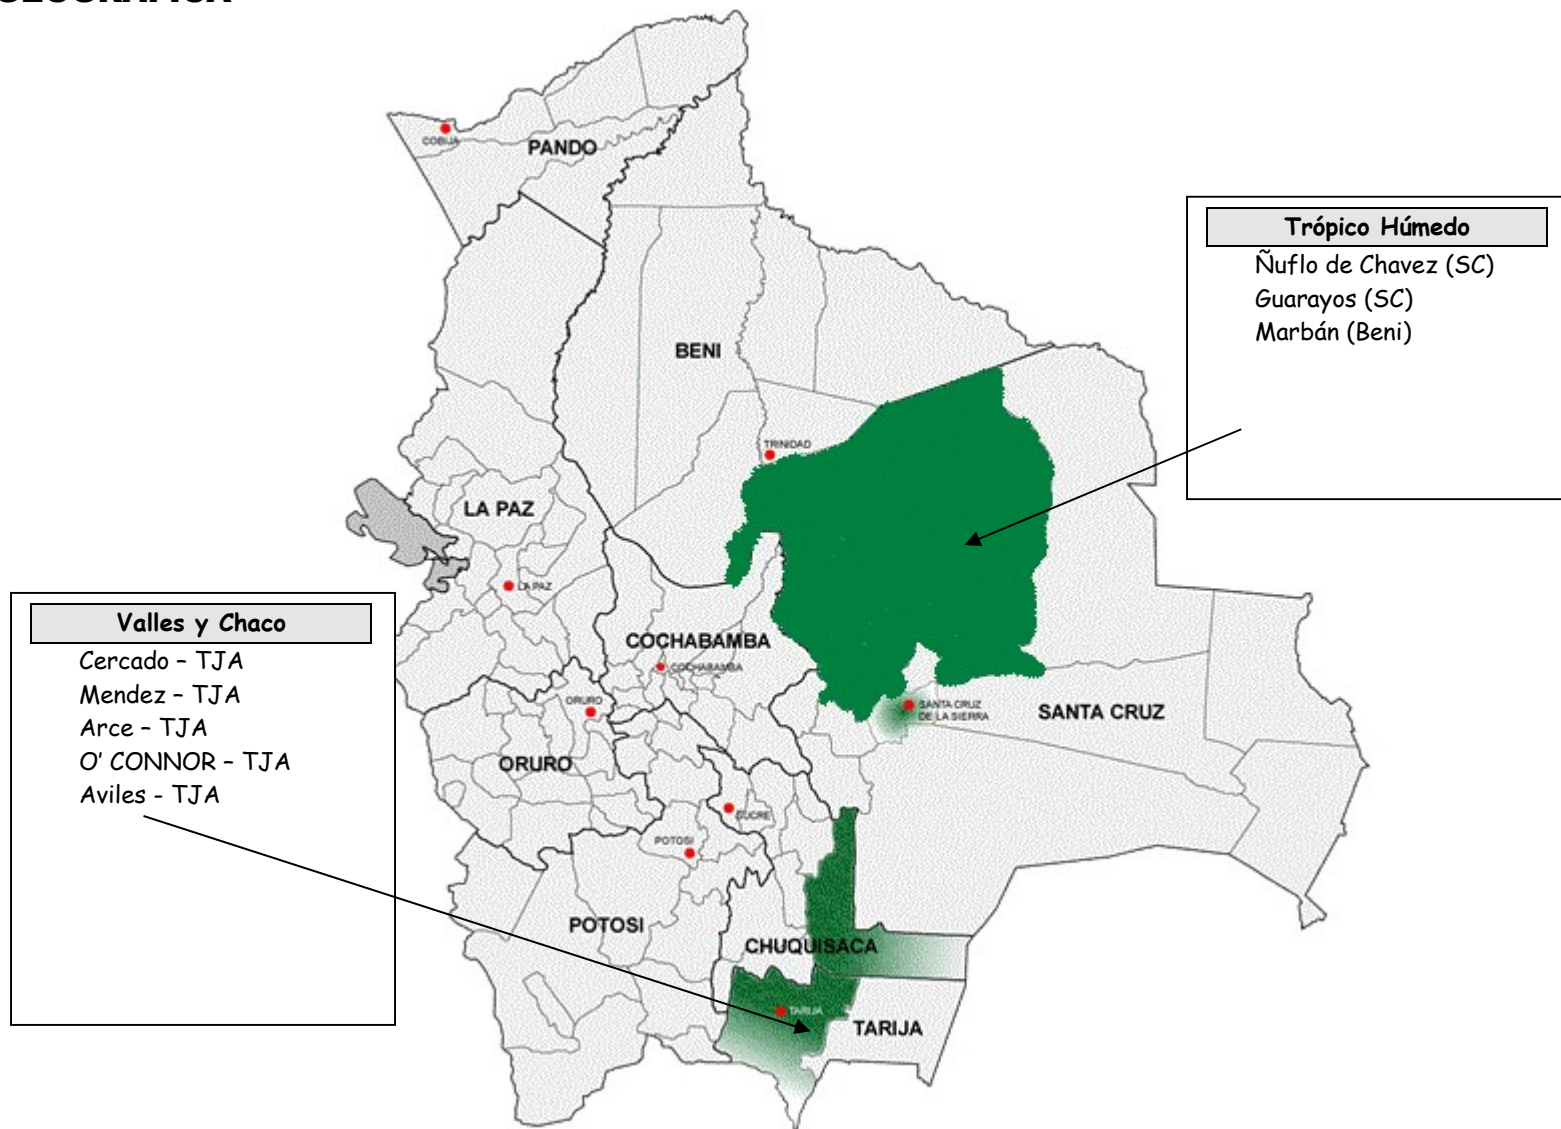 COBIJA
PANDO
Trópico Húmedo
Ñuflo de Chavez (SC)
Guarayos (SC)
Marbán (Beni)
BENI
TRINIDAD
LA PAZ
LA PAZ
Valles y Chaco
Cercado – TJA
Mendez – TJA
Arce – TJA
O' CONNOR – TJA
Aviles - TJA
COCHABAMBA
COCHABAMBA
ORURO
SANTA CRUZ
DE LA SIERRA
SANTA CRUZ
ORURO
SUCRE
POTOSI
POTOSI
CHUQUISACA
TARIJA
TARIJA